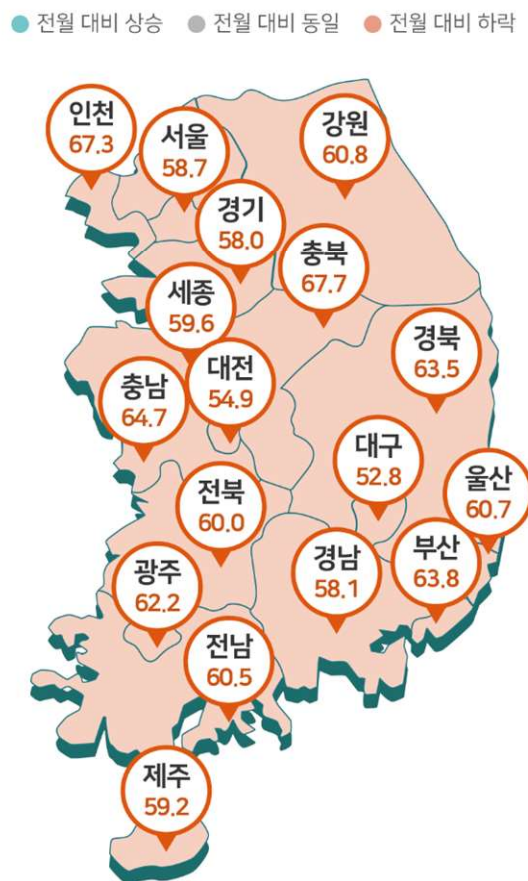 전월 대비 상승 전월 대비 동일 전월 대비 하락
인천
67.3
서울
58.7
강원
60.8
경기
58.0
충북
67.7
세종
59.6
경북
63.5
대전
54.9
충남
64.7
대구
52.8
울산
60.7
전북
60.0
경남
58.1
부산
63.8
광주
62.2
전남
60.5
제주
59.2